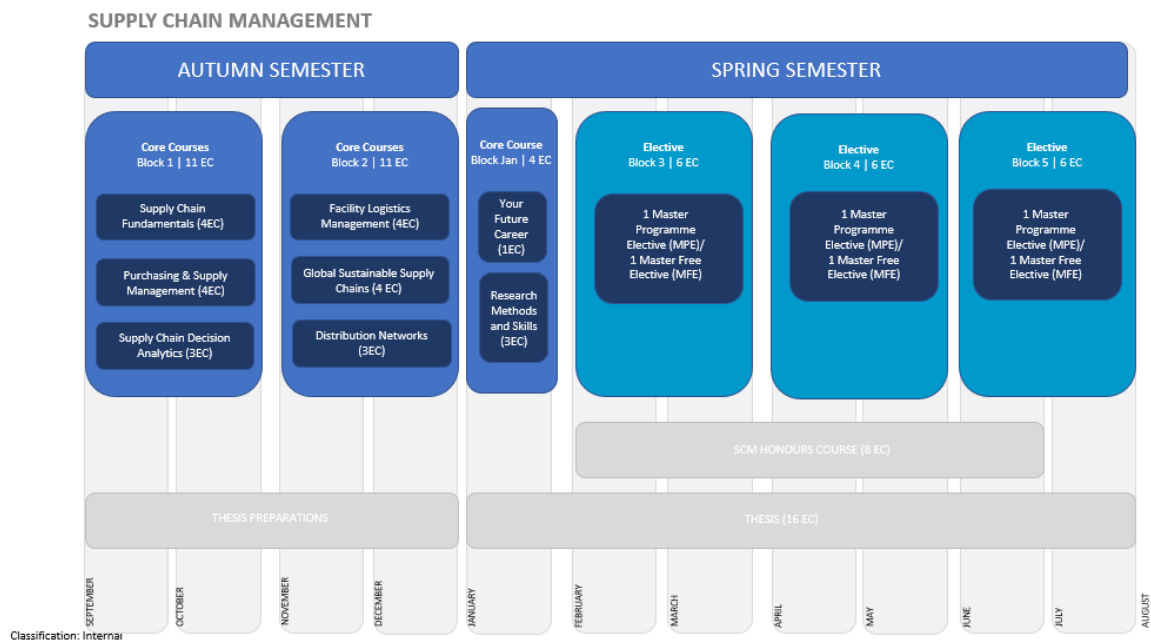 SUPPLY CHAIN MANAGEMENT
AUTUMN SEMESTER
SPRING SEMESTER
Core Courses
Block 1 | 11 EC
Supply Chain
Fundamentals (4EC)
Purchasing & Supply
Management (4EC)
Supply Chain Decision
Analytics (3EC)
Core Courses
Block 2 | 11 EC
Facility Logistics
Management (4EC)
Global Sustainable Supply
Chains (4 EC)
Distribution Networks
(3EC)
Core Course
Block Jan | 4 EC
Your
Future
Career
(1EC)
Research
Methods
and Skills
(3EC)
Elective
Block 3 | 6 EC
1 Master
Programme
Elective (MPE)/
1 Master Free
Elective (MFE)
Elective
Block 4 | 6 EC
1 Master
Programme
Elective (MPE)/
1 Master Free
Elective (MFE)
Elective
Block 5 | 6 EC
1 Master
Programme
Elective (MPE)/
1 Master Free
Elective (MFE)
SCM HONOURS COURSE (8 EC)
THESIS PREPARATIONS
THESIS (16 EC)
SEPTEMBER
OCTOBER
NOVEMBER
DECEMBER
JANUARY
FEBRUARY
MARCH
APRIL
MAY
JUNE
JULY
AUGUST
Classification: Internal